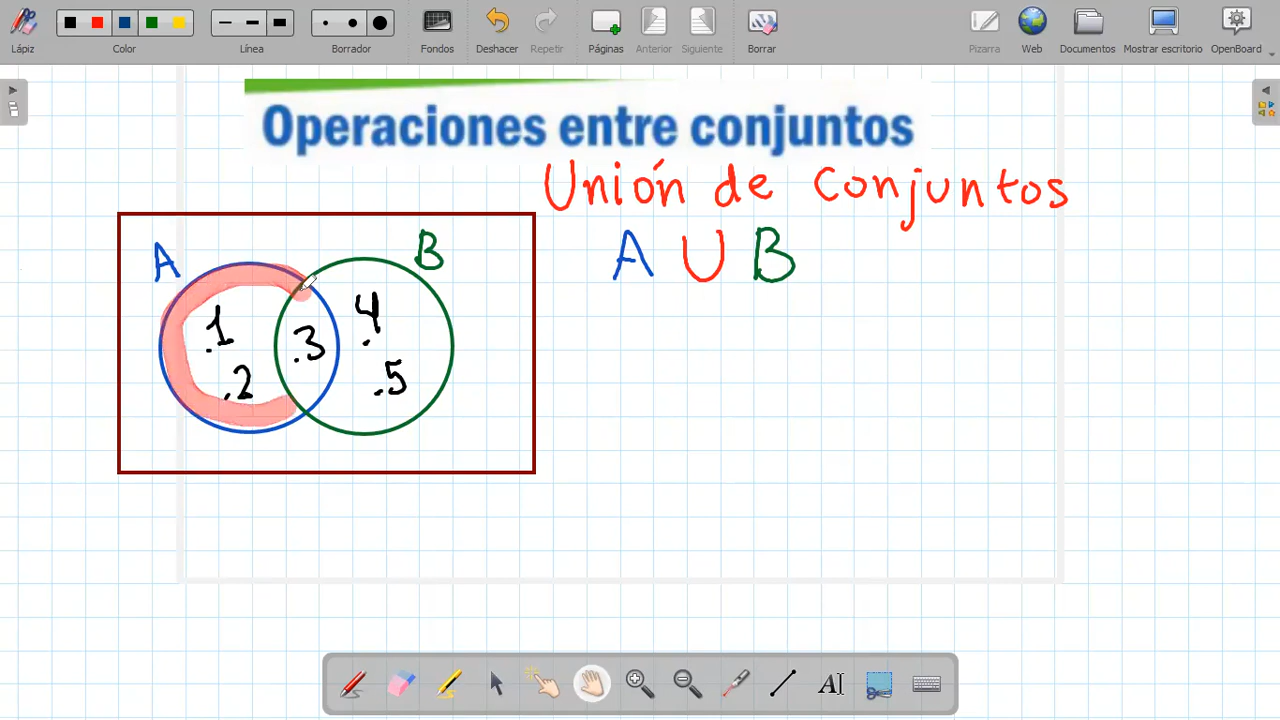 Lápiz Color Línea Borrador Fondos Deshacer Repetir Páginas Anterior Siguiente Borrar Pizarra Web Documentos Mostrar escritorio OpenBoard
Operaciones entre conjuntos
Unión de conjuntos
A U B
A B
.1 .3 4.
.2 .5
AI